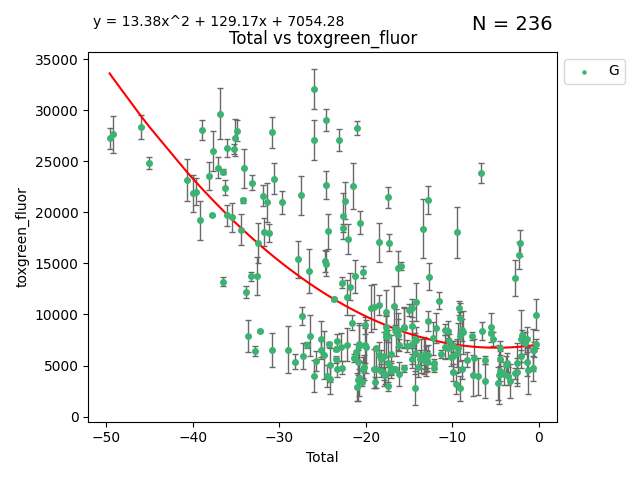 y = 13.38x^2 + 129.17x + 7054.28
N = 236
Total vs toxgreen_fluor
G
toxgreen_fluor
35000
30000
25000
20000
15000
10000
5000
0
−50
−40
−30
−20
−10
0
Total